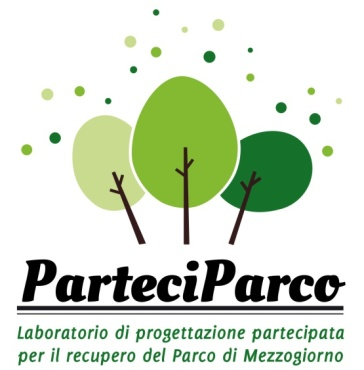 ParteciParco
Laboratorio di progettazione partecipata
per il recupero del Parco di Mezzogiorno